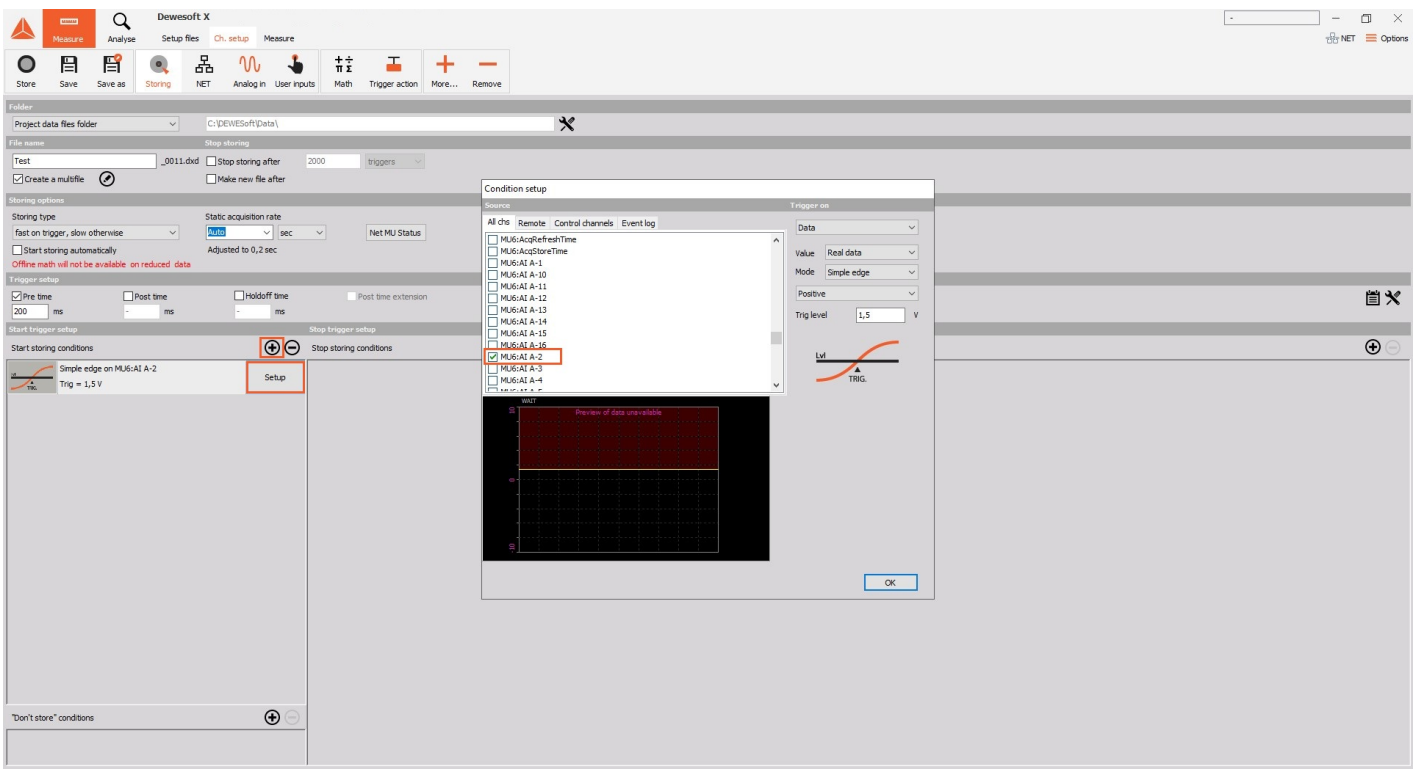 Dewesoft X
-
Measure
Analyse
Setup files Ch. setup Measure
NET Options
Store Save Save as Storing NET Analog in User inputs Math Trigger action More... Remove
Folder
Project data files folder C:\DEWESoft\Data\
File name Stop storing
Test _0011.dxd Stop storing after 2000 triggers
Create a multifile Make new file after
Storing options
Storing type Static acquisition rate
fast on trigger, slow otherwise Auto sec Net MU Status
Start storing automatically Adjusted to 0,2 sec
Offline math will not be available on reduced data
Trigger setup
Pre time Post time Holdoff time Post time extension
200 ms - ms - ms
Start trigger setup Stop trigger setup
Start storing conditions Stop storing conditions
Simple edge on MU6:AI A-2
Trig = 1,5 V
Setup
Lvl
TRIG.
"Don't store" conditions
Condition setup
Source Trigger on
All chs Remote Control channels Event log
MU6:AcqRefreshTime
MU6:AcqStoreTime
MU6:AI A-1
MU6:AI A-10
MU6:AI A-11
MU6:AI A-12
MU6:AI A-13
MU6:AI A-14
MU6:AI A-15
MU6:AI A-16
MU6:AI A-2
MU6:AI A-3
MU6:AI A-4
MU6:AI A-5
Data
Value Real data
Mode Simple edge
Positive
Trig level 1,5 V
Lvl
TRIG.
WAIT
10
Preview of data unavailable
0
-10
OK